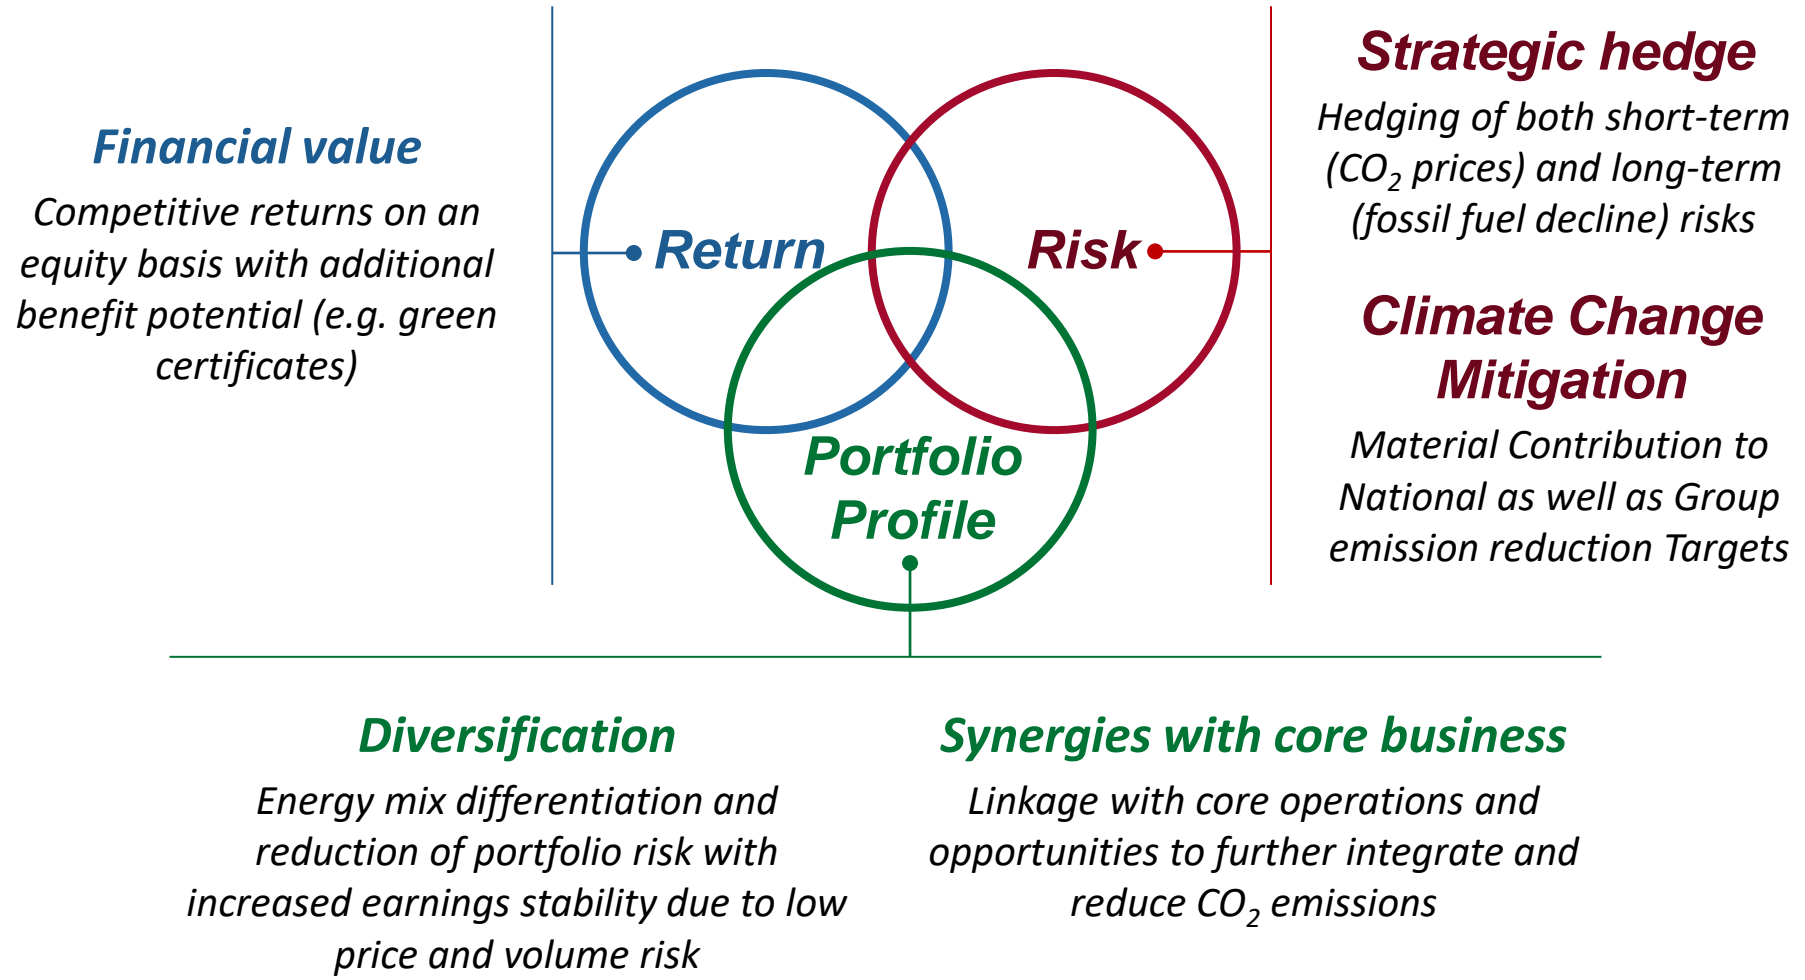 Financial value
Competitive returns on an
equity basis with additional
benefit potential (e.g. green
certificates)
Return
Risk
Portfolio
Profile
Strategic hedge
Hedging of both short-term
(CO₂ prices) and long-term
(fossil fuel decline) risks
Climate Change
Mitigation
Material Contribution to
National as well as Group
emission reduction Targets
Diversification
Energy mix differentiation and
reduction of portfolio risk with
increased earnings stability due to low
price and volume risk
Synergies with core business
Linkage with core operations and
opportunities to further integrate and
reduce CO₂ emissions